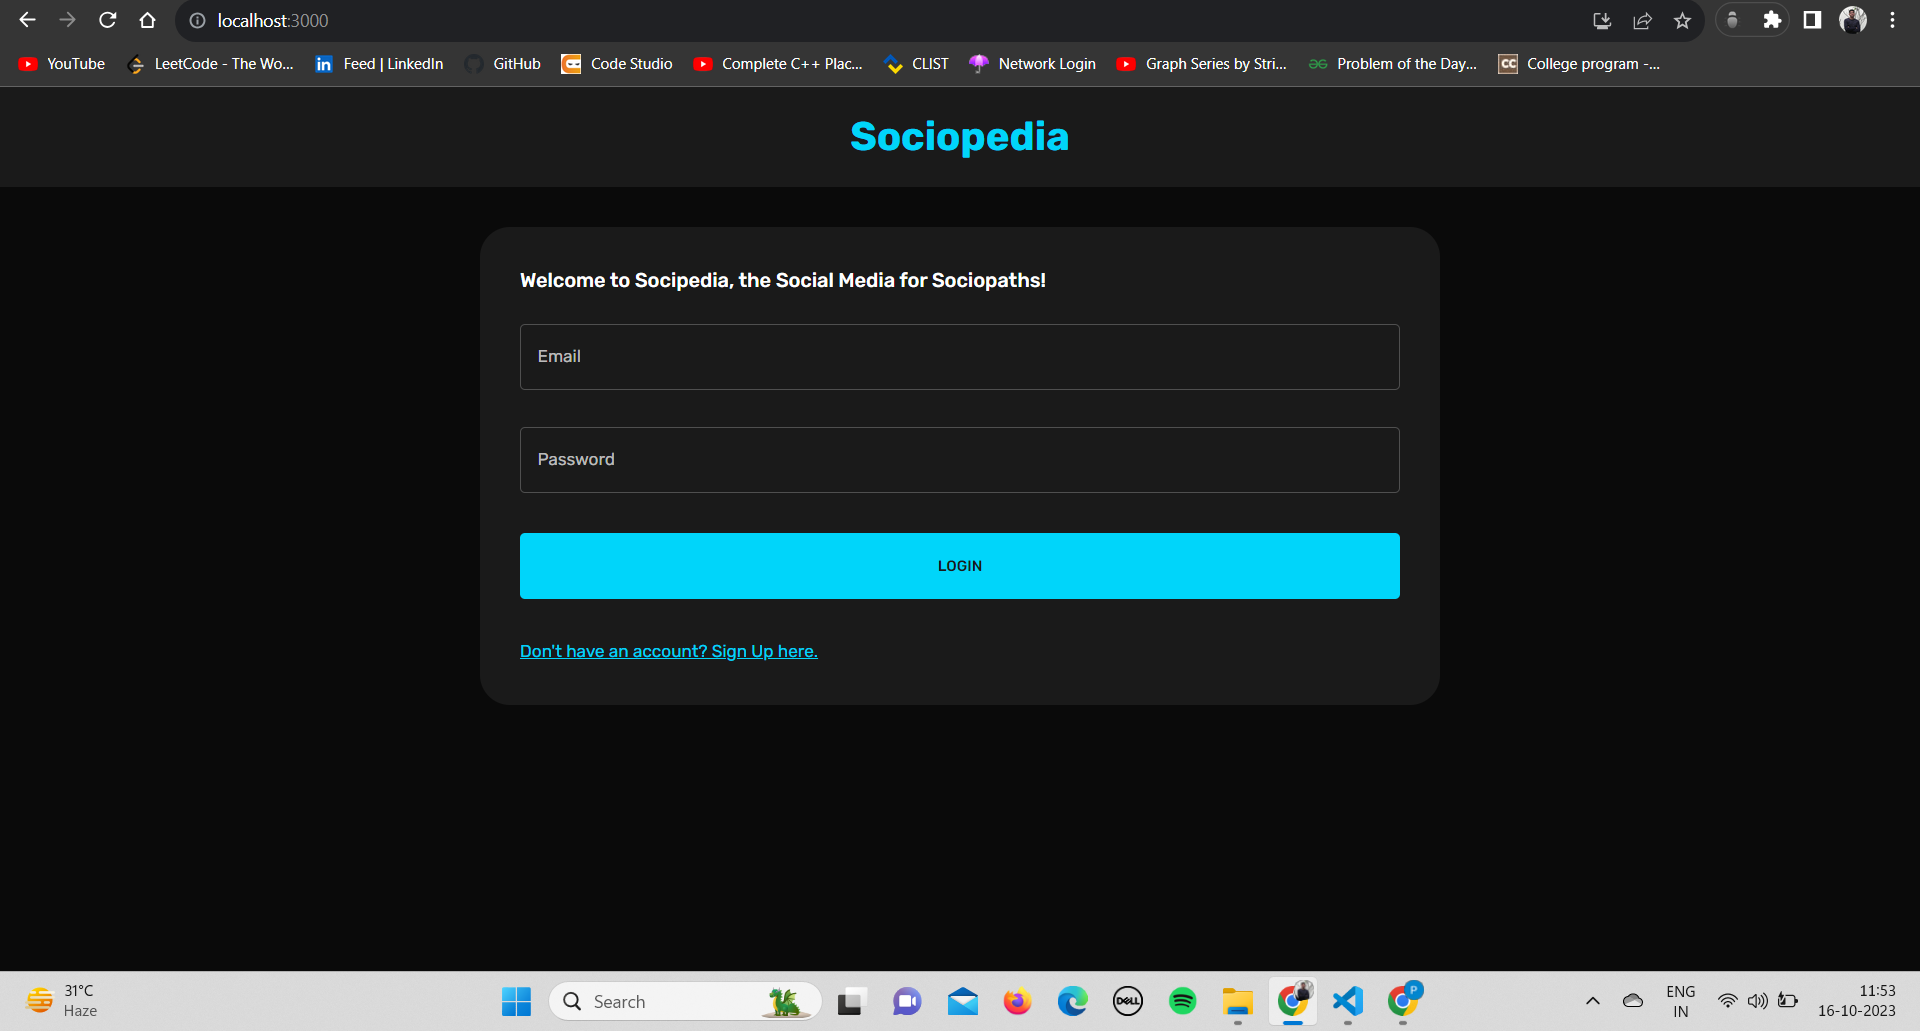 localhost:3000
YouTube LeetCode - The Wo... Feed | LinkedIn GitHub Code Studio Complete C++ Plac... CLIST Network Login Graph Series by Stri... Problem of the Day... CC College program -...
Sociopedia
Welcome to Socipedia, the Social Media for Sociopaths!
Email
Password
LOGIN
Don't have an account? Sign Up here.
31°C
Haze
Search
DELL
P
ENG
IN
11:53
16-10-2023